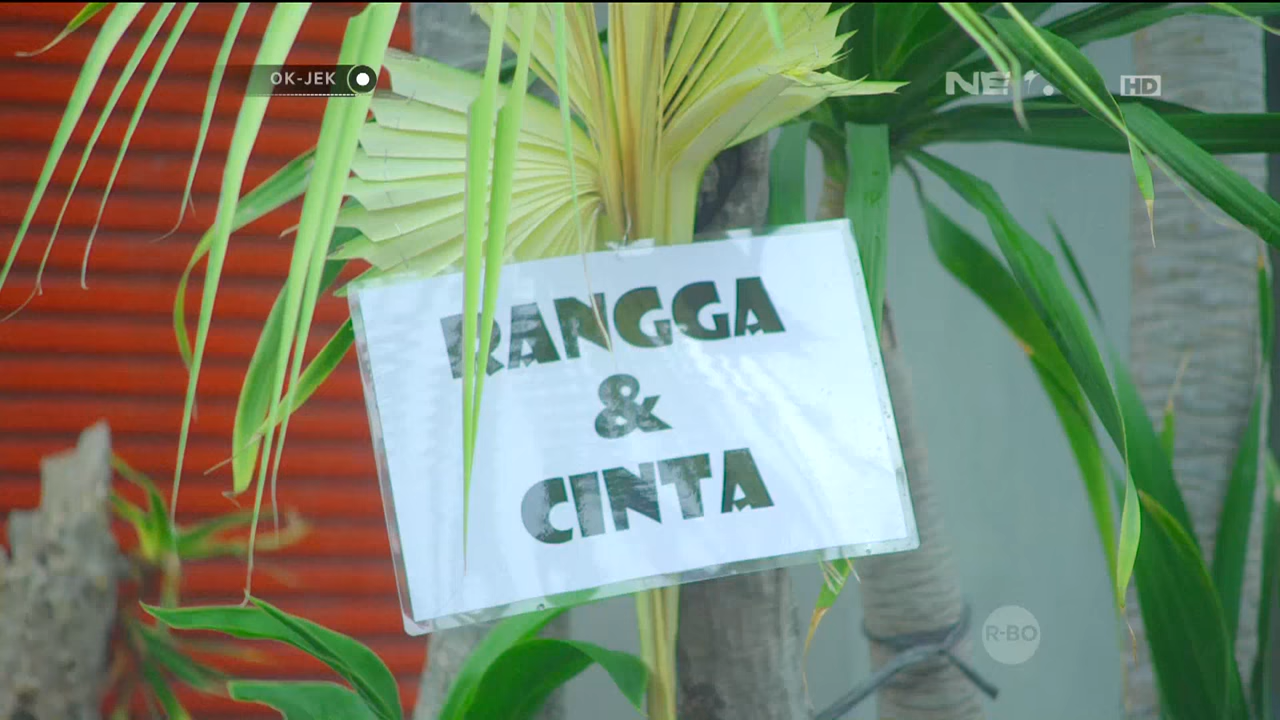 OK-JEK
NET.
HD
RANGGA
&
CINTA
R-BO